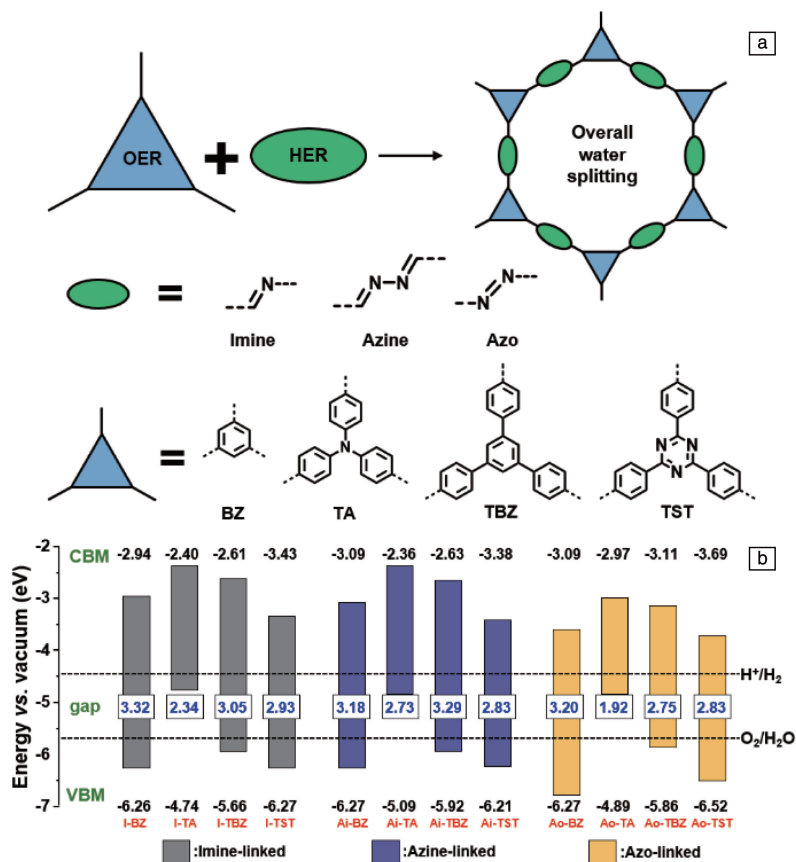 a
OER
+
HER
Overall
water
splitting
=
N
N N
N
N
Imine
Azine
Azo
=
N
N N
N
BZ
TA
TBZ
TST
b
Energy vs. vacuum (eV)
-2
-3
-4
-5
-6
-7
CBM
gap
VBM
-2.94 -2.40 -2.61 -3.43 -3.09 -2.36 -2.63 -3.38 -3.09 -2.97 -3.11 -3.69
H⁺/H₂
3.32 2.34 3.05 2.93 3.18 2.73 3.29 2.83 3.20 1.92 2.75 2.83
O₂/H₂O
-6.26 -4.74 -5.66 -6.27 -6.27 -5.09 -5.92 -6.21 -6.27 -4.89 -5.86 -6.52
I-BZ I-TA I-TBZ I-TST Ai-BZ Ai-TA Ai-TBZ Ai-TST Ao-BZ Ao-TA Ao-TBZ Ao-TST
:Imine-linked :Azine-linked :Azo-linked